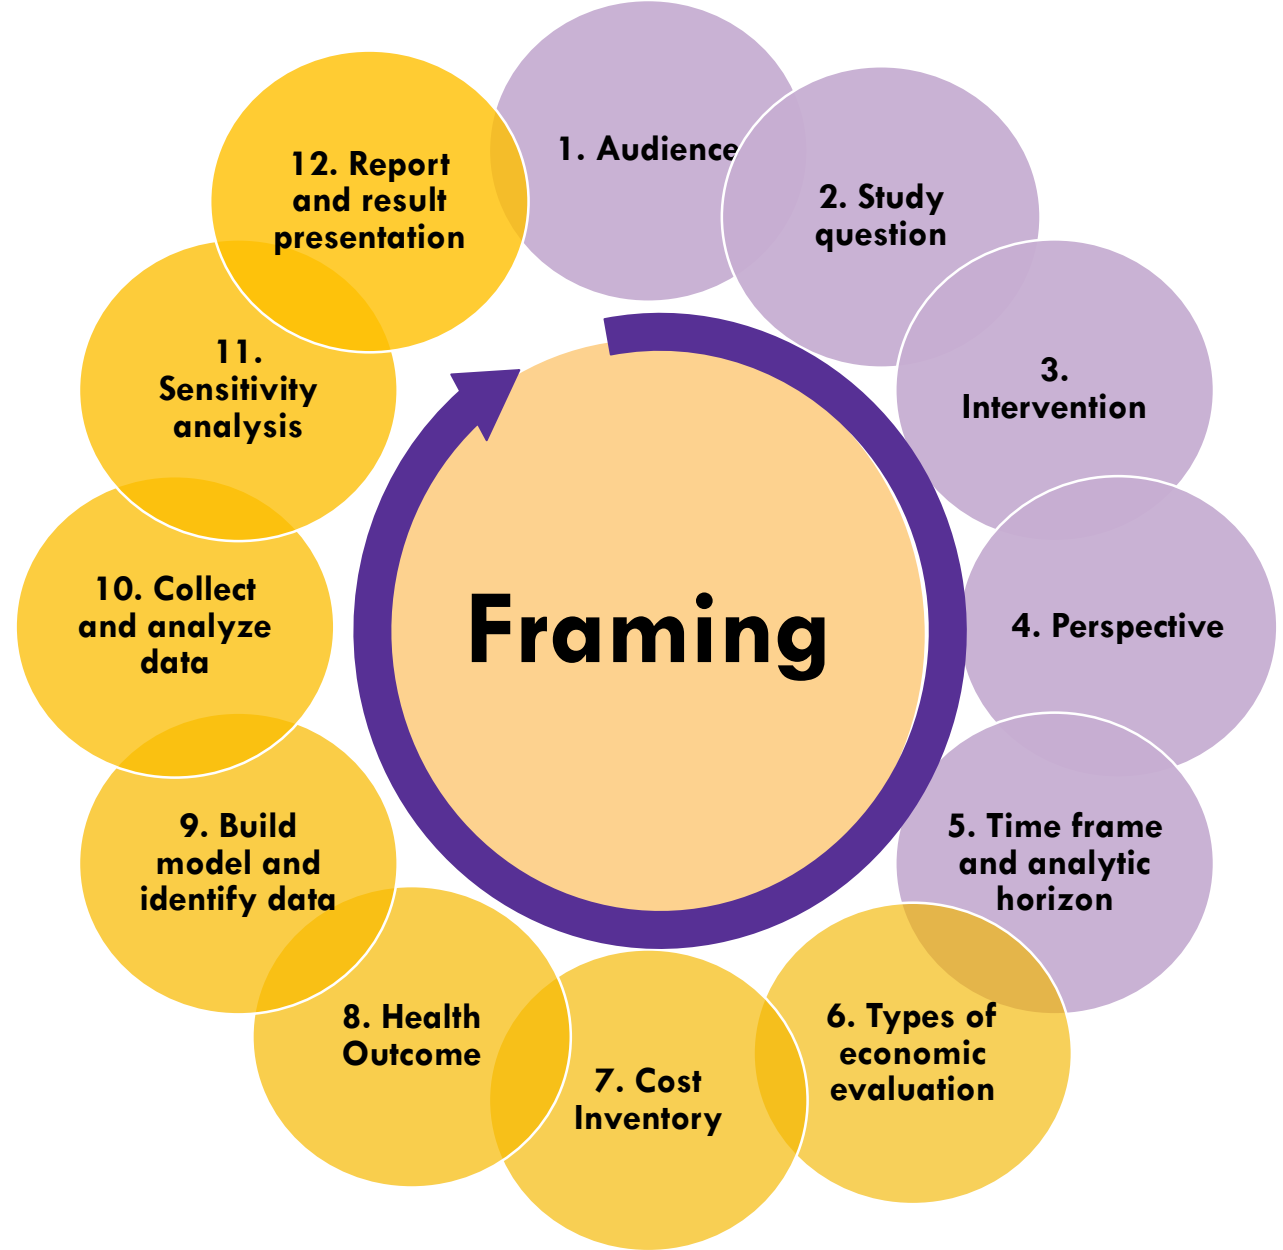 1. Audience
2. Study
question
3.
Intervention
4. Perspective
5. Time frame
and analytic
horizon
6. Types of
economic
evaluation
7. Cost
Inventory
8. Health
Outcome
9. Build
model and
identify data
10. Collect
and analyze
data
11.
Sensitivity
analysis
12. Report
and result
presentation
Framing